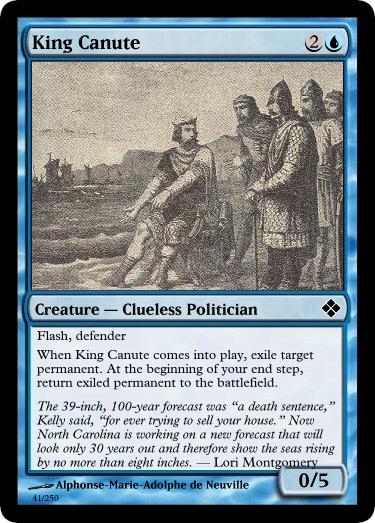 King Canute 2
Creature — Clueless Politician
Flash, defender
When King Canute comes into play, exile target
permanent. At the beginning of your end step,
return exiled permanent to the battlefield.
The 39-inch, 100-year forecast was “a death sentence,”
Kelly said, “for ever trying to sell your house.” Now
North Carolina is working on a new forecast that will
look only 30 years out and therefore show the seas rising
by no more than eight inches. — Lori Montgomery
Alphonse-Marie-Adolphe de Neuville
0/5
41/250